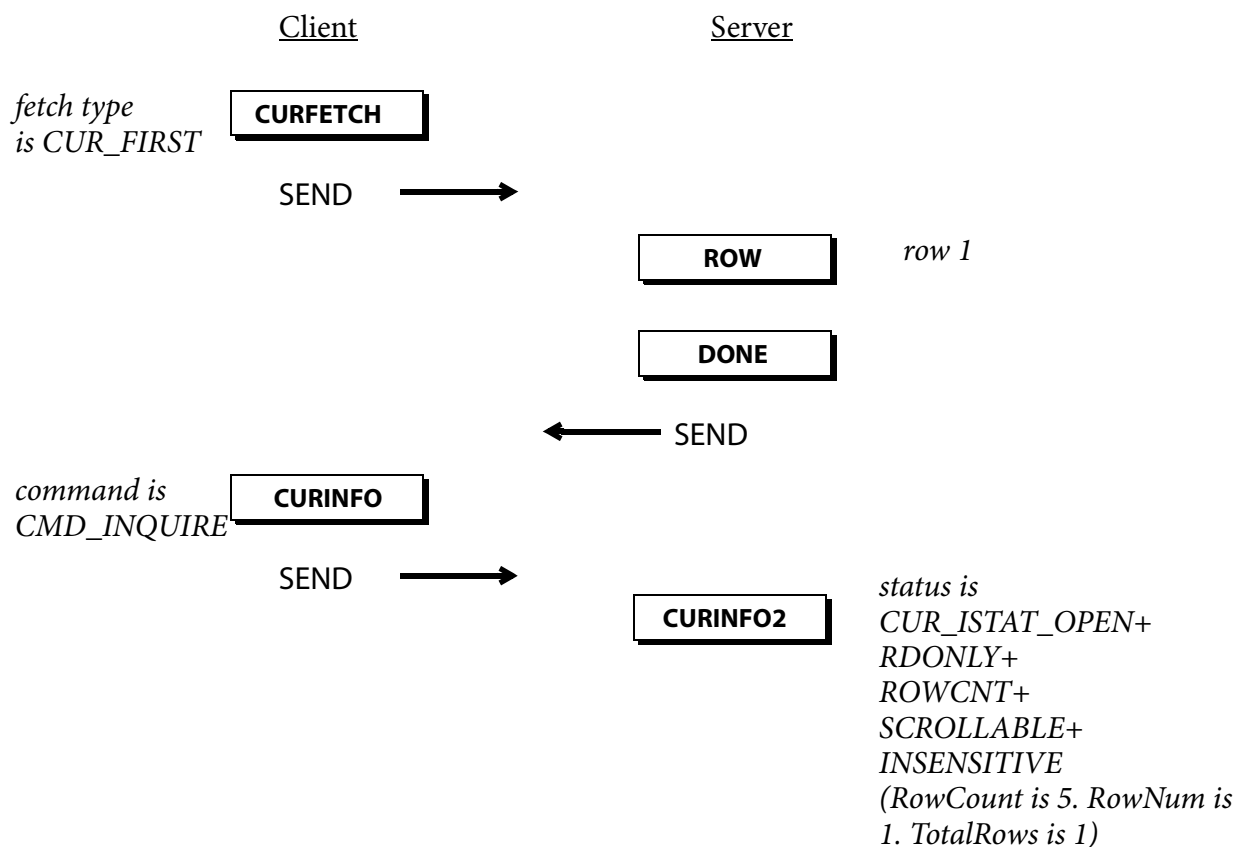 Client Server
fetch type
is CUR_FIRST
CURFETCH
SEND
ROW
row 1
DONE
SEND
command is
CMD_INQUIRE
CURINFO
SEND
CURINFO2
status is
CUR_ISTAT_OPEN+
RDONLY+
ROWCNT+
SCROLLABLE+
INSENSITIVE
(RowCount is 5. RowNum is
1. TotalRows is 1)